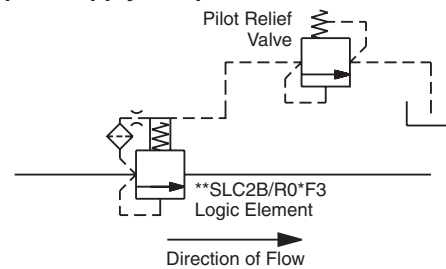 Pilot Relief
Valve
**SLC2B/R0*F3
Logic Element
Direction of Flow